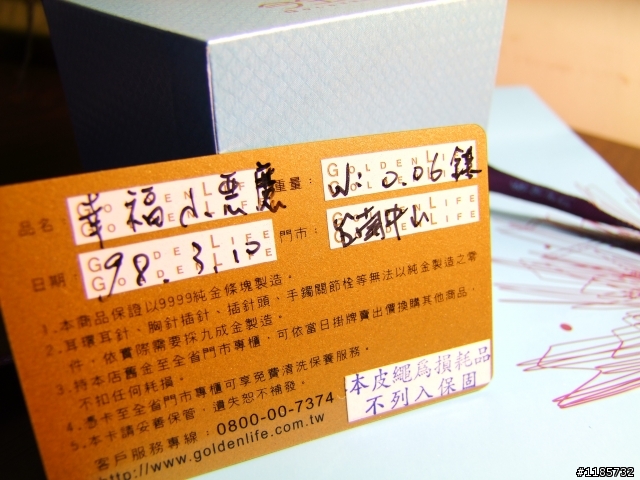 品名：幸福小惡魔 重量：W: 0.06錢
日期：98.3.10 門市：台南中山
1.本商品保證以9999純金條塊製造。
2.耳環耳針、胸針插針、插針頭、手鐲關節栓等無法以純金製造之零
件，依實際需要採九成金製造。
3.持本店舊金至全省門市專櫃，可依當日掛牌賣出價換購其他商品，
不扣任何耗損。
4.憑卡至全省門市專櫃可享免費清洗保養服務。
5.本卡請妥善保管，遺失恕不補發。
客戶服務專線：0800-00-7374
http://www.goldenlife.com.tw
本皮繩為損耗品
不列入保固
#1185732